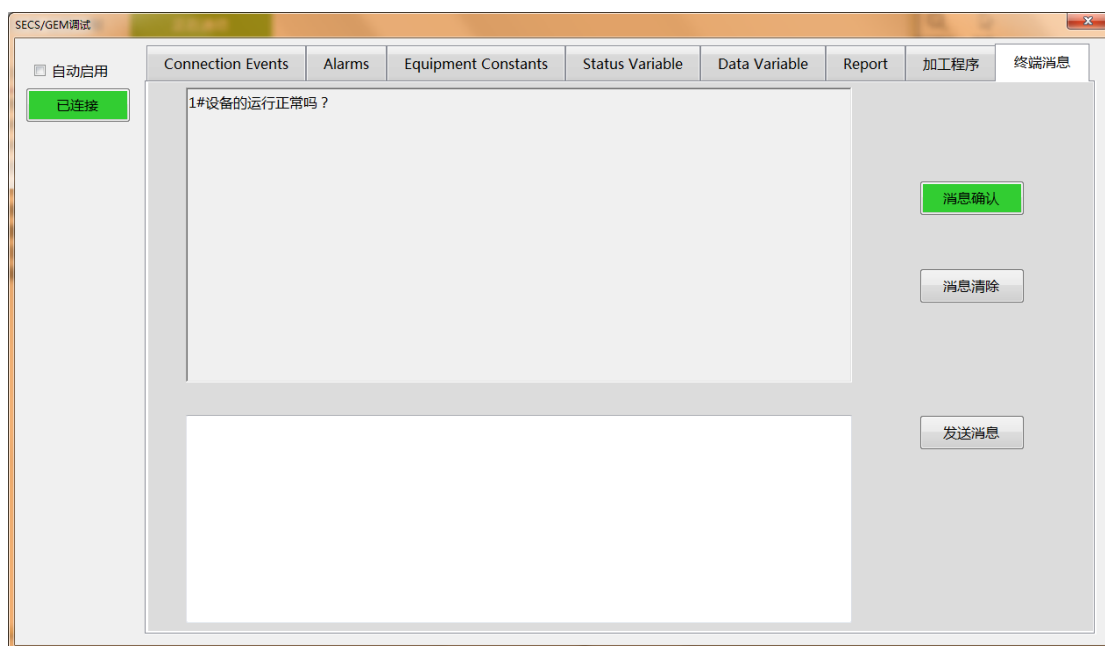 SECS/GEM调试
自动启用
已连接
Connection Events
Alarms
Equipment Constants
Status Variable
Data Variable
Report
加工程序
终端消息
1#设备的运行正常吗？
消息确认
消息清除
发送消息